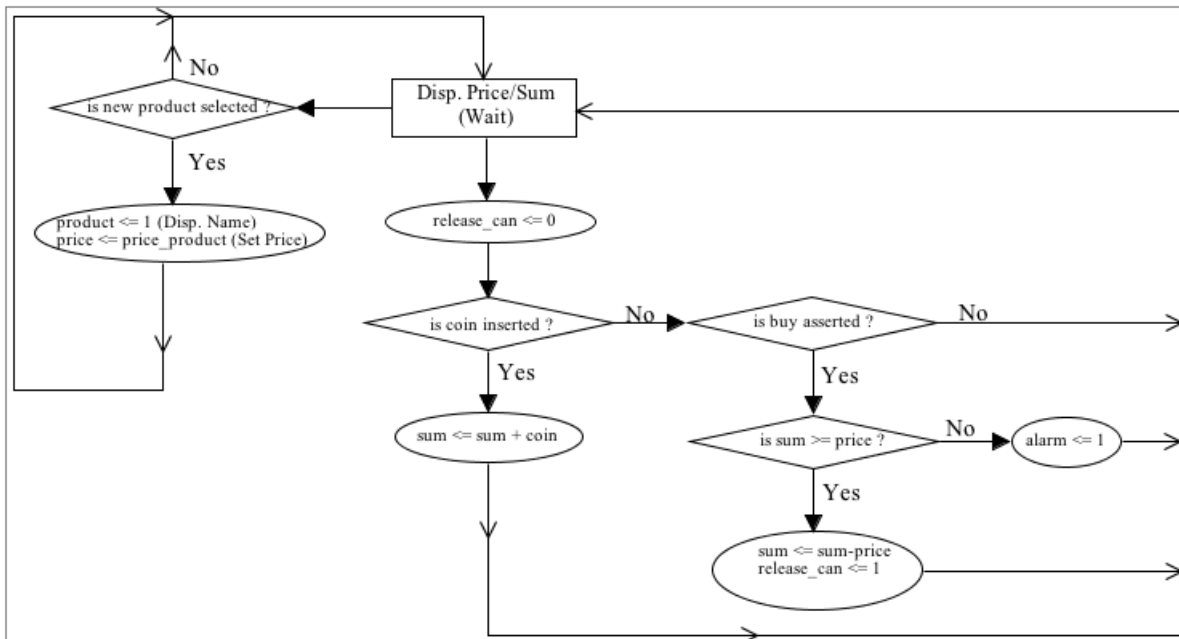 No
is new product selected ?
Disp. Price/Sum
(Wait)
Yes
product <= 1 (Disp. Name)
price <= price_product (Set Price)
release_can <= 0
is coin inserted ?
No
is buy asserted ?
No
Yes
Yes
sum <= sum + coin
is sum >= price ?
No
alarm <= 1
Yes
sum <= sum-price
release_can <= 1